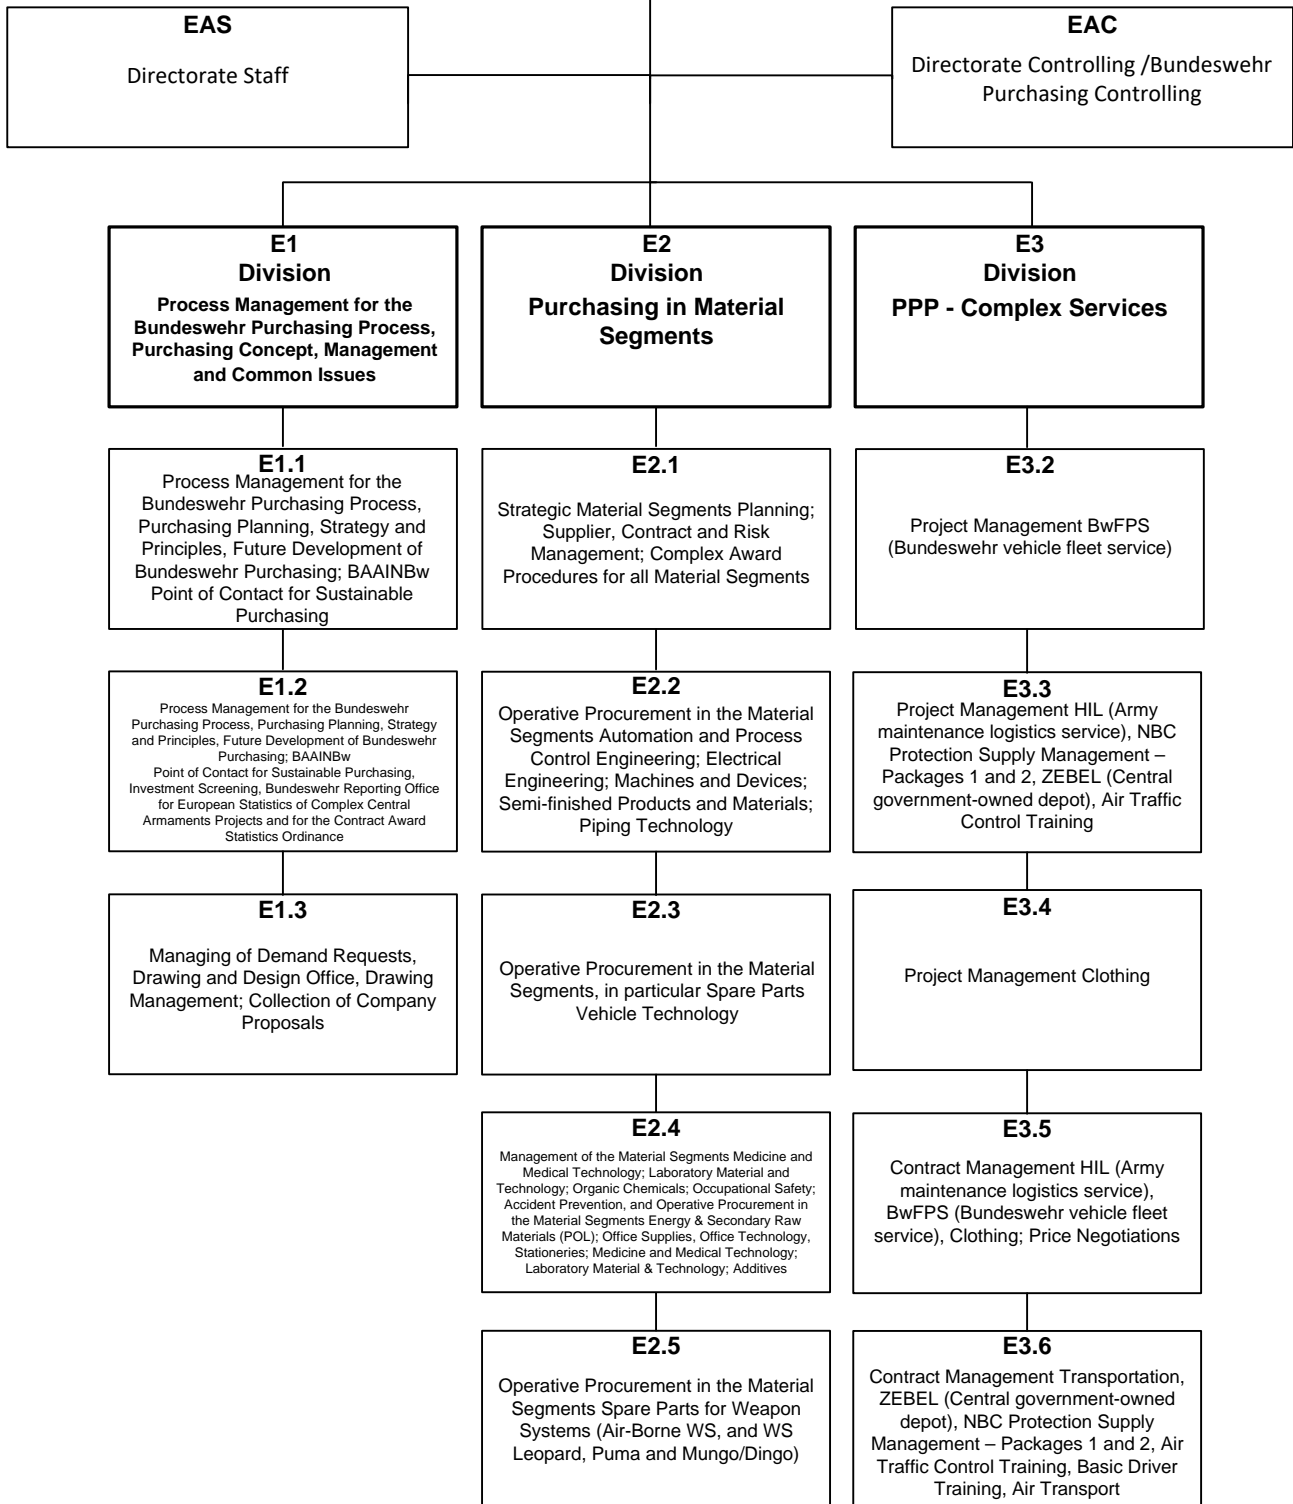 EAS
Directorate Staff
EAC
Directorate Controlling /Bundeswehr
Purchasing Controlling
E1
Division
Process Management for the
Bundeswehr Purchasing Process,
Purchasing Concept, Management
and Common Issues
E2
Division
Purchasing in Material
Segments
E3
Division
PPP - Complex Services
E1.1
Process Management for the
Bundeswehr Purchasing Process,
Purchasing Planning, Strategy and
Principles, Future Development of
Bundeswehr Purchasing; BAAINBw
Point of Contact for Sustainable
Purchasing
E2.1
Strategic Material Segments Planning;
Supplier, Contract and Risk
Management; Complex Award
Procedures for all Material Segments
E3.2
Project Management BwFPS
(Bundeswehr vehicle fleet service)
E1.2
Process Management for the Bundeswehr
Purchasing Process, Purchasing Planning, Strategy
and Principles, Future Development of Bundeswehr
Purchasing; BAAINBw
Point of Contact for Sustainable Purchasing,
Investment Screening, Bundeswehr Reporting Office
for European Statistics of Complex Central
Armaments Projects and for the Contract Award
Statistics Ordinance
E2.2
Operative Procurement in the Material
Segments Automation and Process
Control Engineering; Electrical
Engineering; Machines and Devices;
Semi-finished Products and Materials;
Piping Technology
E3.3
Project Management HIL (Army
maintenance logistics service), NBC
Protection Supply Management –
Packages 1 and 2, ZEBEL (Central
government-owned depot), Air Traffic
Control Training
E1.3
Managing of Demand Requests,
Drawing and Design Office, Drawing
Management; Collection of Company
Proposals
E2.3
Operative Procurement in the Material
Segments, in particular Spare Parts
Vehicle Technology
E3.4
Project Management Clothing
E2.4
Management of the Material Segments Medicine and
Medical Technology; Laboratory Material and
Technology; Organic Chemicals; Occupational Safety;
Accident Prevention, and Operative Procurement in
the Material Segments Energy & Secondary Raw
Materials (POL); Office Supplies, Office Technology,
Stationeries; Medicine and Medical Technology;
Laboratory Material & Technology; Additives
E3.5
Contract Management HIL (Army
maintenance logistics service),
BwFPS (Bundeswehr vehicle fleet
service), Clothing; Price Negotiations
E2.5
Operative Procurement in the Material
Segments Spare Parts for Weapon
Systems (Air-Borne WS, and WS
Leopard, Puma and Mungo/Dingo)
E3.6
Contract Management Transportation,
ZEBEL (Central government-owned
depot), NBC Protection Supply
Management – Packages 1 and 2, Air
Traffic Control Training, Basic Driver
Training, Air Transport